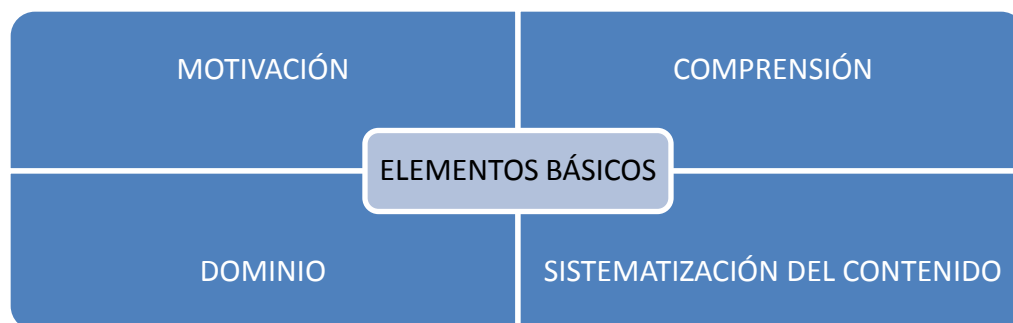 MOTIVACIÓN
COMPRENSIÓN
ELEMENTOS BÁSICOS
DOMINIO
SISTEMATIZACIÓN DEL CONTENIDO